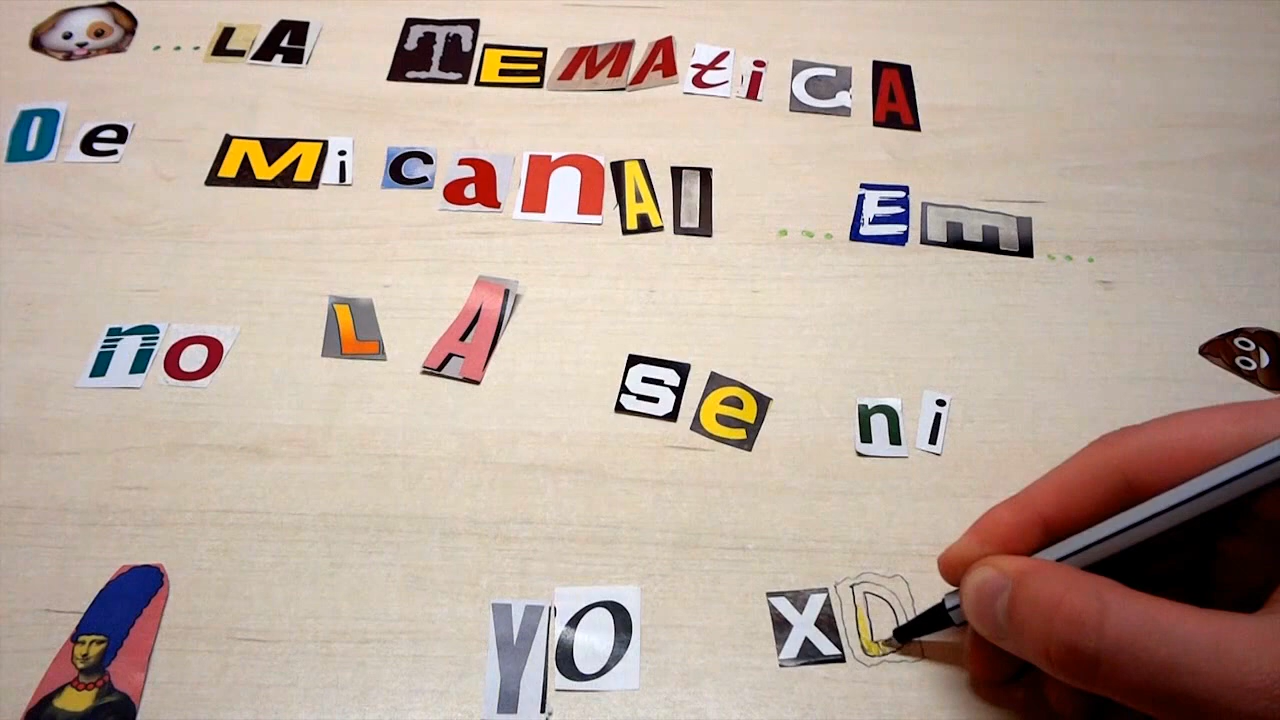 ...LA TEMATiCA
De Mi canAl ...EM...
no LA se ni
yo XD